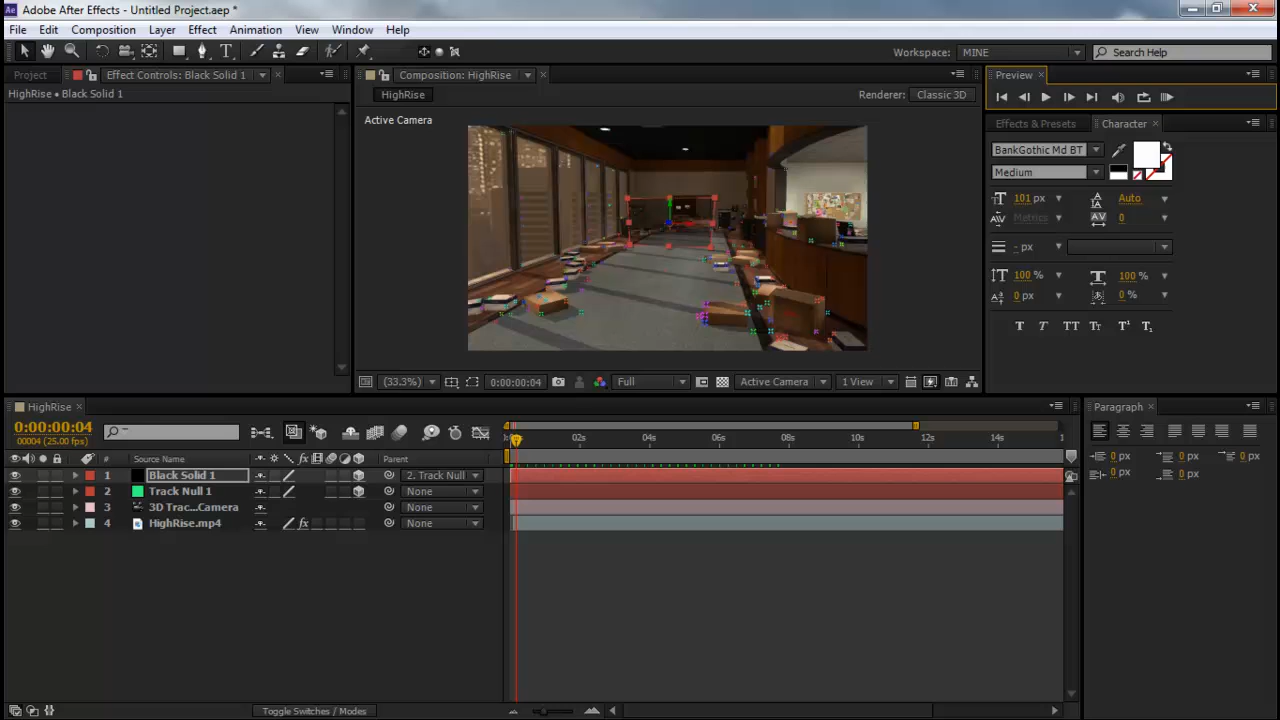 Adobe After Effects - Untitled Project.aep *
File Edit Composition Layer Effect Animation View Window Help
Workspace: MINE Search Help
Project Effect Controls: Black Solid 1
HighRise • Black Solid 1
Composition: HighRise
HighRise Renderer: Classic 3D
Active Camera
(33.3%) 0:00:00:04 Full Active Camera 1 View
Preview
Effects & Presets Character
BankGothic Md BT
Medium
101 px Auto
Metrics 0
- px
100 % 100 %
0 px 0 %
T T TT TT T¹ T₁
HighRise
0:00:00:04
00004 (25.00 fps)
02s 04s 06s 08s 10s 12s 14s
# Source Name Parent
1 Black Solid 1 2. Track Null
2 Track Null 1 None
3 3D Trac...Camera None
4 HighRise.mp4 None
Toggle Switches / Modes
Paragraph
0 px 0 px 0 px
0 px 0 px